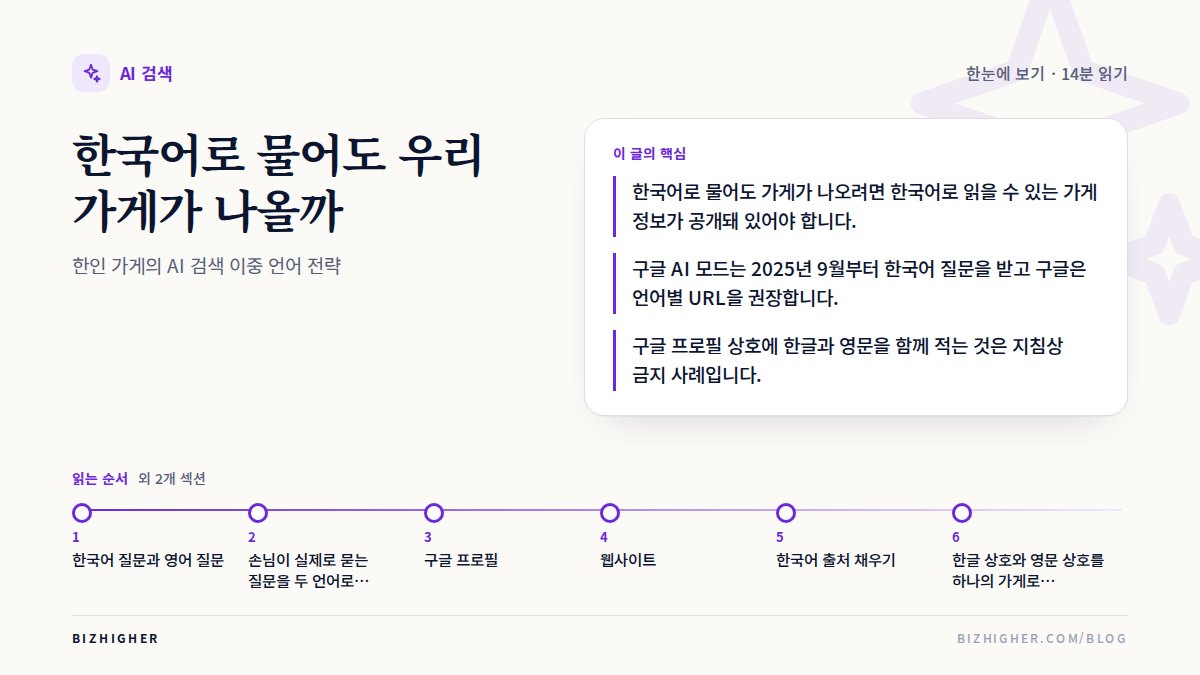 AI 검색
한눈에 보기 · 14분 읽기
한국어로 물어도 우리
가게가 나올까
한인 가게의 AI 검색 이중 언어 전략
이 글의 핵심
한국어로 물어도 가게가 나오려면 한국어로 읽을 수 있는 가게
정보가 공개돼 있어야 합니다.
구글 AI 모드는 2025년 9월부터 한국어 질문을 받고 구글은
언어별 URL을 권장합니다.
구글 프로필 상호에 한글과 영문을 함께 적는 것은 지침상
금지 사례입니다.
읽는 순서 외 2개 섹션
1
한국어 질문과 영어 질문
2
손님이 실제로 묻는
질문을 두 언어로…
3
구글 프로필
4
웹사이트
5
한국어 출처 채우기
6
한글 상호와 영문 상호를
하나의 가게로…
BIZHIGHER
BIZHIGHER.COM/BLOG